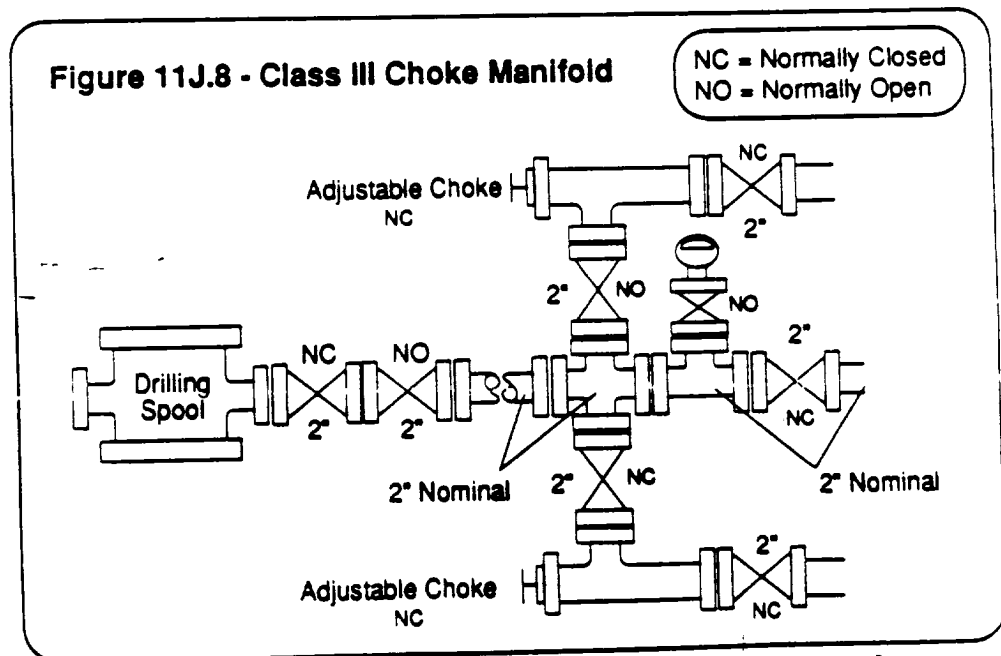 Figure 11J.8 - Class III Choke Manifold
NC = Normally Closed
NO = Normally Open
NC
Adjustable Choke
NC
2"
2"
NO
NO
NC
NO
2"
Drilling
Spool
2"
2"
NC
2" Nominal
2"
NC
2" Nominal
2"
Adjustable Choke
NC
NC